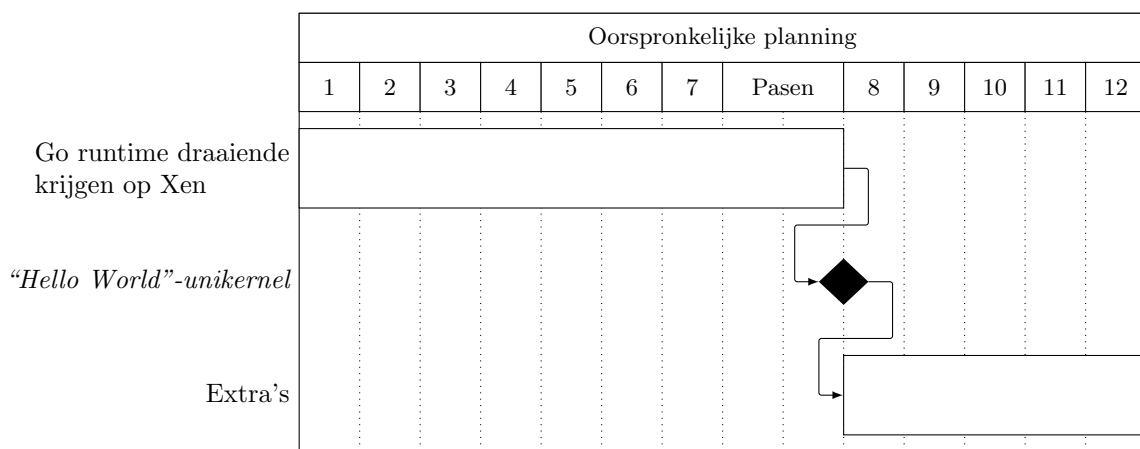 Oorspronkelijke planning
1 2 3 4 5 6 7 Pasen 8 9 10 11 12
Go runtime draaiende
krijgen op Xen
“Hello World”-unikernel
Extra's